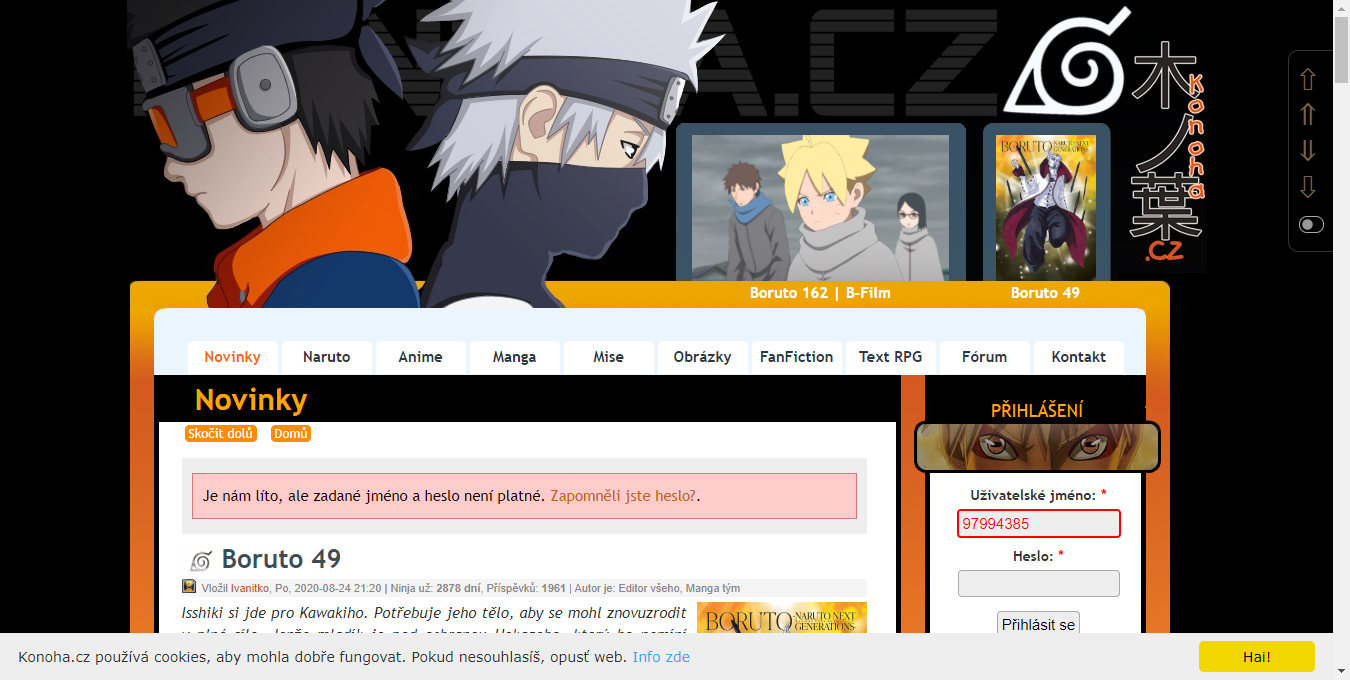 KONOHA.CZ
木ノ葉
Konoha
.CZ
BORUTO NARUTO NEXT GENERATIONS
Boruto 162 | B-Film
Boruto 49
Novinky
Naruto
Anime
Manga
Mise
Obrázky
FanFiction
Text RPG
Fórum
Kontakt
Novinky
Skočit dolů
Domů
Je nám líto, ale zadané jméno a heslo není platné. Zapomněli jste heslo?.
Boruto 49
Vložil Ivanitko, Po, 2020-08-24 21:20 | Ninja už: 2878 dní, Příspěvků: 1961 | Autor je: Editor všeho, Manga tým
Isshiki si jde pro Kawakiho. Potřebuje jeho tělo, aby se mohl znovuzrodit
BORUTO NARUTO NEXT GENERATIONS
PŘIHLÁŠENÍ
Uživatelské jméno: *
97994385
Heslo: *
Přihlásit se
Konoha.cz používá cookies, aby mohla dobře fungovat. Pokud nesouhlasíš, opusť web. Info zde
Hai!